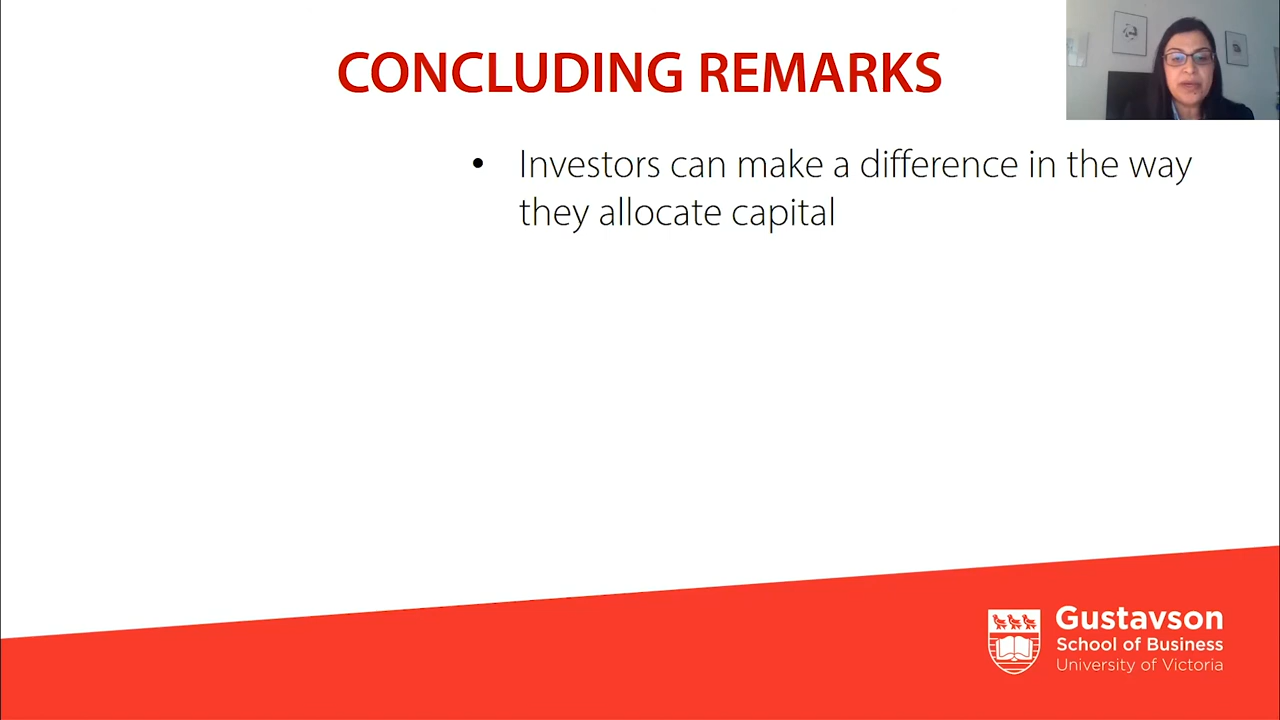 CONCLUDING REMARKS
• Investors can make a difference in the way
they allocate capital
Gustavson
School of Business
University of Victoria